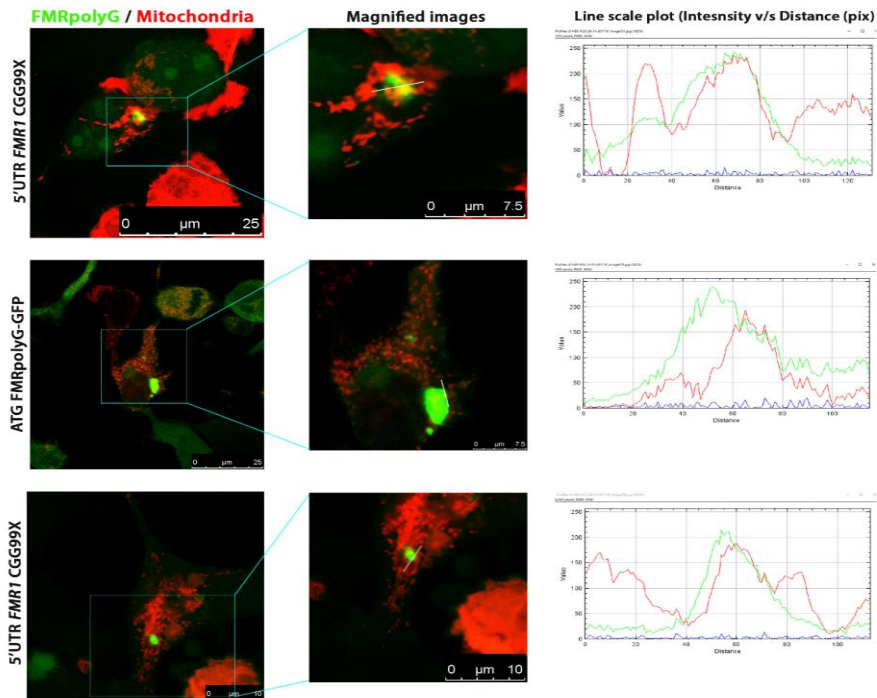 FMRpolyG / Mitochondria
Magnified images
Line scale plot (Intesnsity v/s Distance (pix)
5'UTR FMR1 CGG99X
0 µm 25
0 µm 7.5
Value
250
200
150
100
50
0
0 20 40 60 80 100 120
Distance
ATG FMRpolyG-GFP
0 µm 25
0 µm 7.5
Value
250
200
150
100
50
0
0 20 40 60 80 100
Distance
5'UTR FMR1 CGG99X
0 µm 10
0 µm 10
Value
250
200
150
100
50
0
0 20 40 60 80 100
Distance